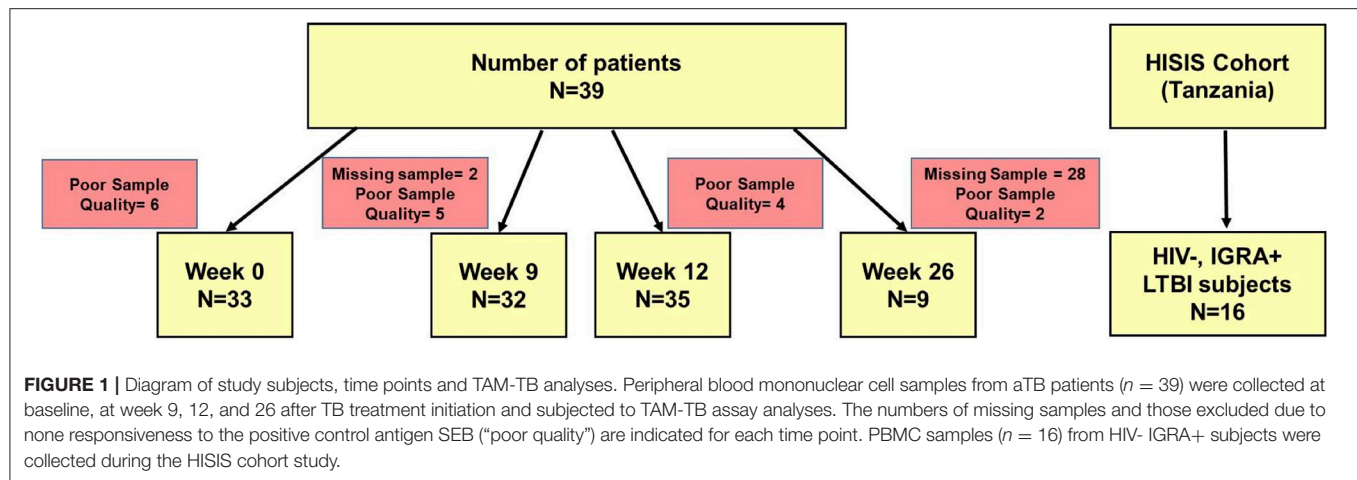 Number of patients
N=39
HISIS Cohort
(Tanzania)
Poor Sample
Quality= 6
Missing sample= 2
Poor Sample
Quality= 5
Poor Sample
Quality= 4
Missing Sample = 28
Poor Sample
Quality= 2
Week 0
N=33
Week 9
N=32
Week 12
N=35
Week 26
N=9
HIV-, IGRA+
LTBI subjects
N=16
FIGURE 1 | Diagram of study subjects, time points and TAM-TB analyses. Peripheral blood mononuclear cell samples from aTB patients (n = 39) were collected at
baseline, at week 9, 12, and 26 after TB treatment initiation and subjected to TAM-TB assay analyses. The numbers of missing samples and those excluded due to
none responsiveness to the positive control antigen SEB (“poor quality”) are indicated for each time point. PBMC samples (n = 16) from HIV- IGRA+ subjects were
collected during the HISIS cohort study.